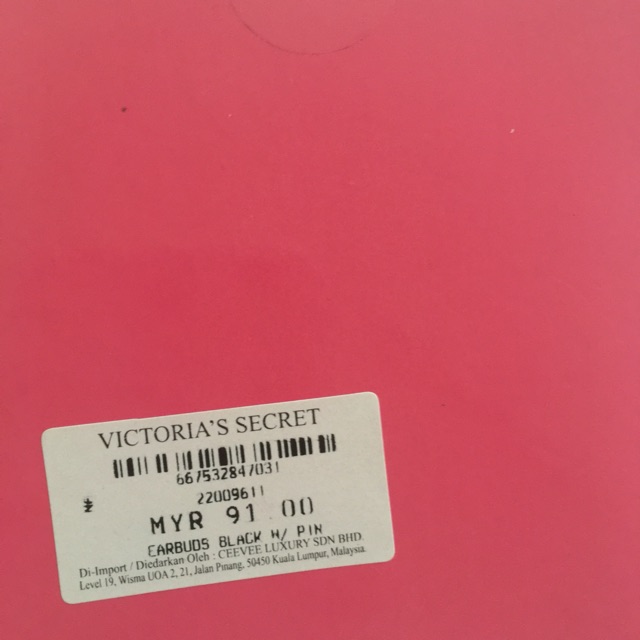 VICTORIA'S SECRET
667532847031
22009611
MYR 91.00
EARBUDS BLACK W/ PIN
Di-Import / Diedarkan Oleh : CEEVEE LUXURY SDN BHD.
Level 19, Wisma UOA 2, 21, Jalan Pinang, 50450 Kuala Lumpur, Malaysia.